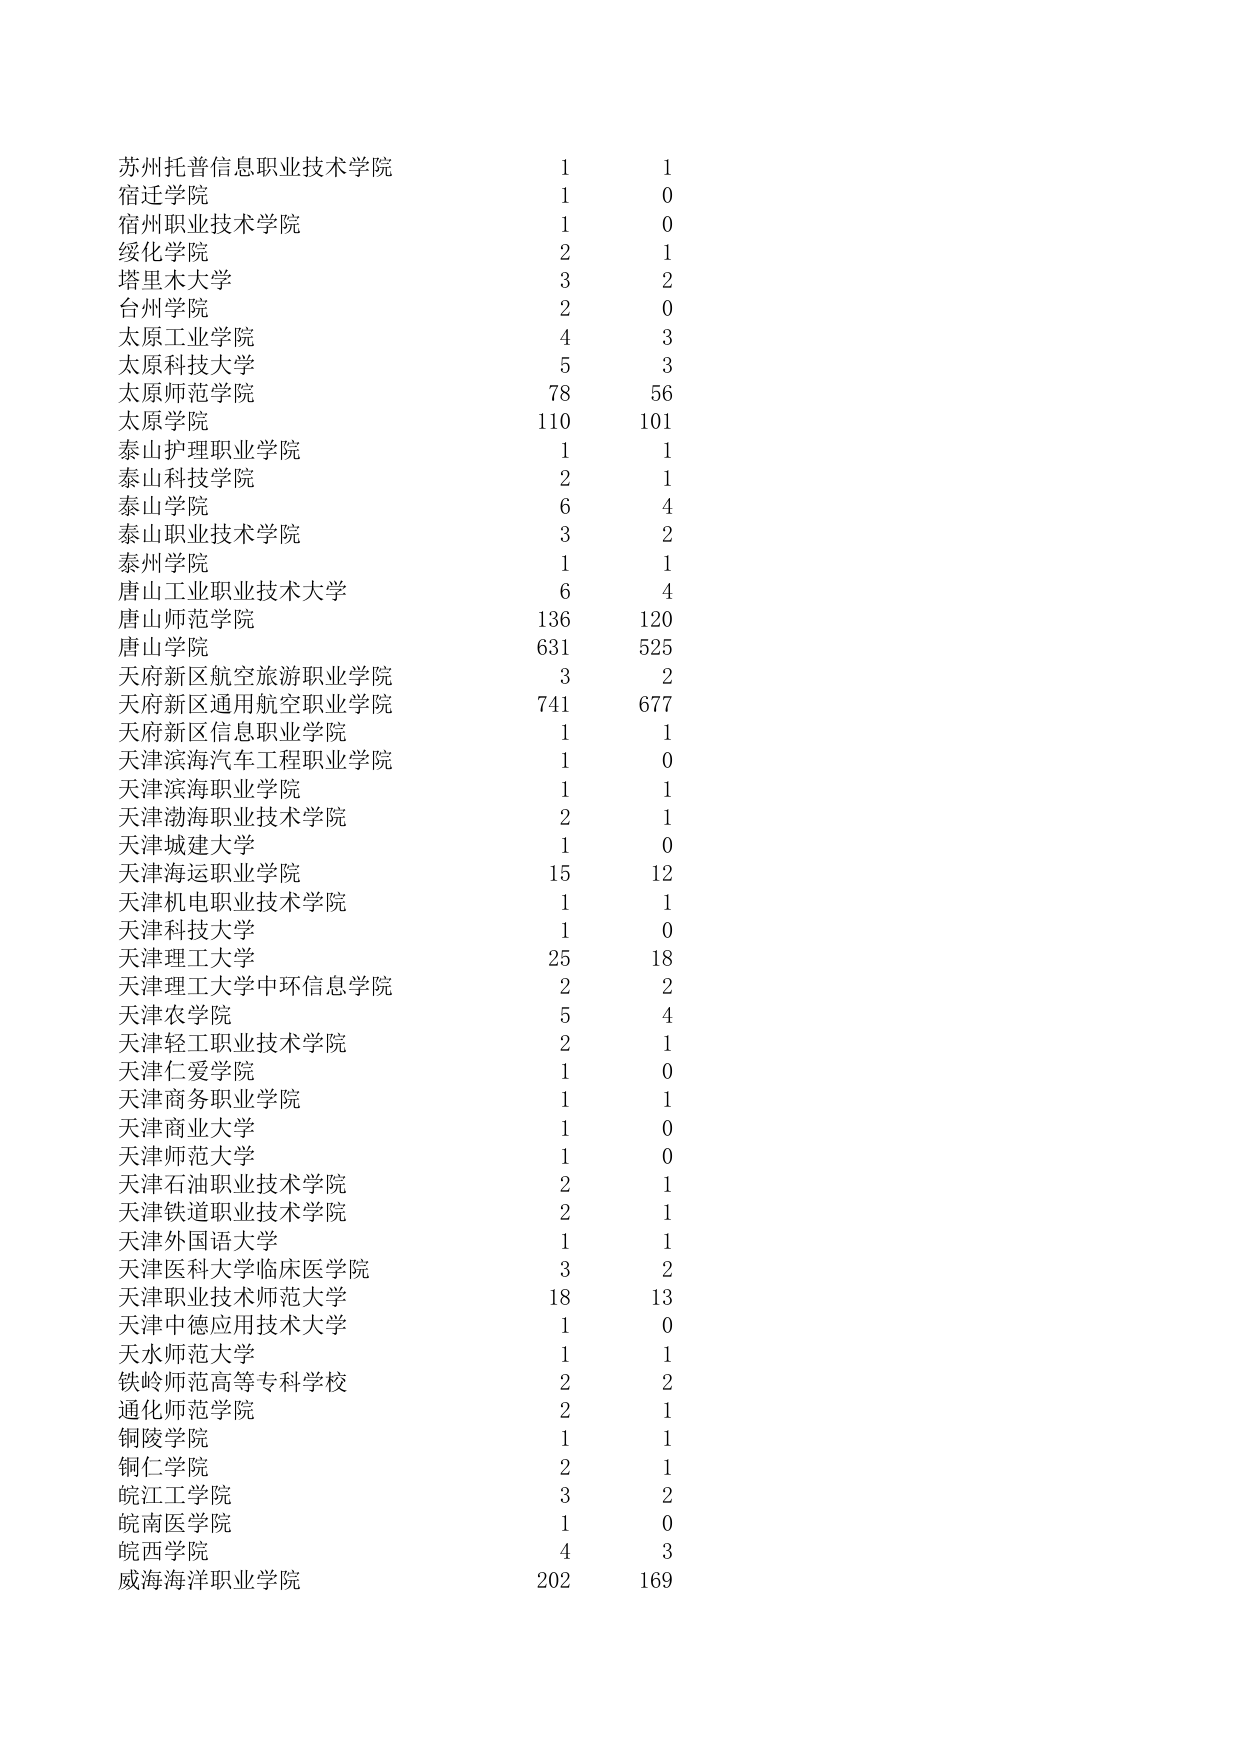 苏州托普信息职业技术学院 1 1
宿迁学院 1 0
宿州职业技术学院 1 0
绥化学院 2 1
塔里木大学 3 2
台州学院 2 0
太原工业学院 4 3
太原科技大学 5 3
太原师范学院 78 56
太原学院 110 101
泰山护理职业学院 1 1
泰山科技学院 2 1
泰山学院 6 4
泰山职业技术学院 3 2
泰州学院 1 1
唐山工业职业技术大学 6 4
唐山师范学院 136 120
唐山学院 631 525
天府新区航空旅游职业学院 3 2
天府新区通用航空职业学院 741 677
天府新区信息职业学院 1 1
天津滨海汽车工程职业学院 1 0
天津滨海职业学院 1 1
天津渤海职业技术学院 2 1
天津城建大学 1 0
天津海运职业学院 15 12
天津机电职业技术学院 1 1
天津科技大学 1 0
天津理工大学 25 18
天津理工大学中环信息学院 2 2
天津农学院 5 4
天津轻工职业技术学院 2 1
天津仁爱学院 1 0
天津商务职业学院 1 1
天津商业大学 1 0
天津师范大学 1 0
天津石油职业技术学院 2 1
天津铁道职业技术学院 2 1
天津外国语大学 1 1
天津医科大学临床医学院 3 2
天津职业技术师范大学 18 13
天津中德应用技术大学 1 0
天水师范大学 1 1
铁岭师范高等专科学校 2 2
通化师范学院 2 1
铜陵学院 1 1
铜仁学院 2 1
皖江工学院 3 2
皖南医学院 1 0
皖西学院 4 3
威海海洋职业学院 202 169